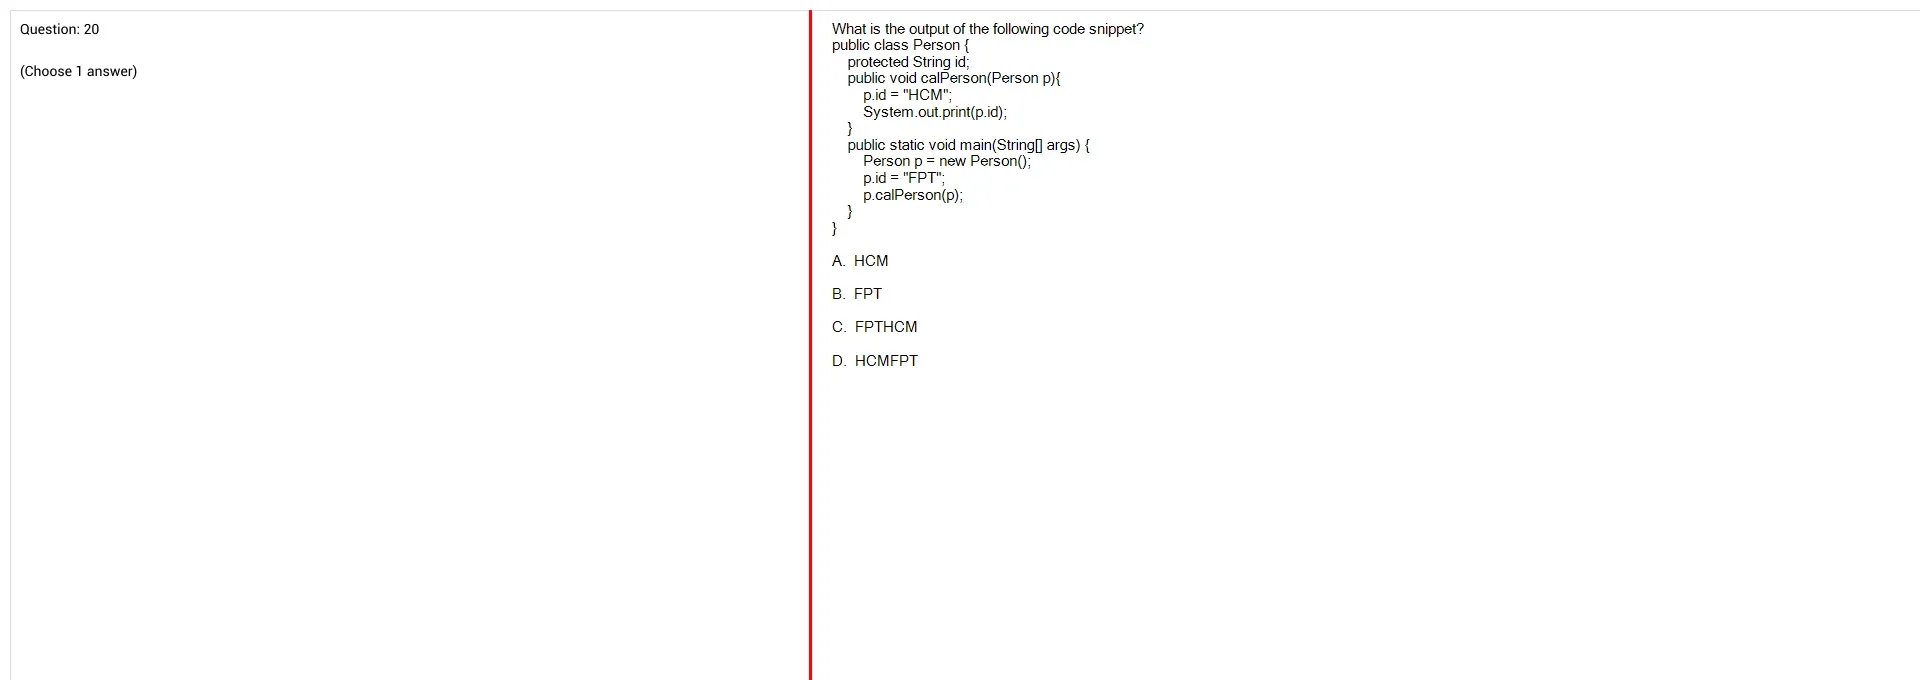 Question: 20
(Choose 1 answer)
What is the output of the following code snippet?
public class Person {
protected String id;
public void calPerson(Person p){
p.id = "HCM";
System.out.print(p.id);
}
public static void main(String[] args) {
Person p = new Person();
p.id = "FPT";
p.calPerson(p);
}
}
A. HCM
B. FPT
C. FPTHCM
D. HCMFPT